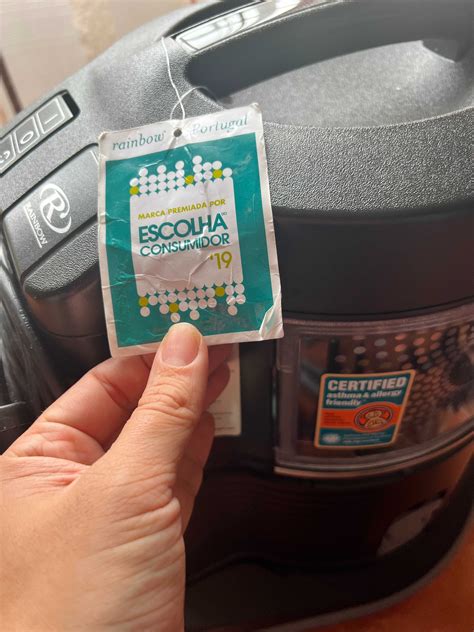 rainbow Portugal
MARCA PREMIADA POR
ESCOLHA
CONSUMIDOR
'19
R
RAINBOW
CERTIFIED
asthma & allergy
friendly